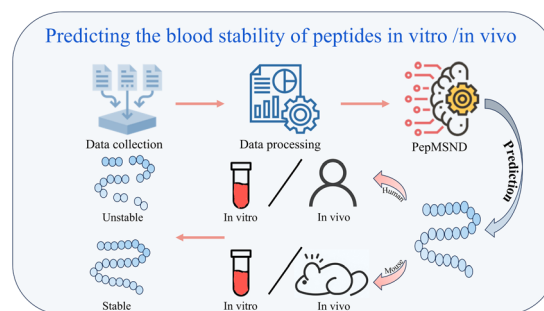 Predicting the blood stability of peptides in vitro /in vivo
Data collection
Data processing
PepMSND
Prediction
Human
Unstable
In vitro
In vivo
Mouse
Stable
In vitro
In vivo